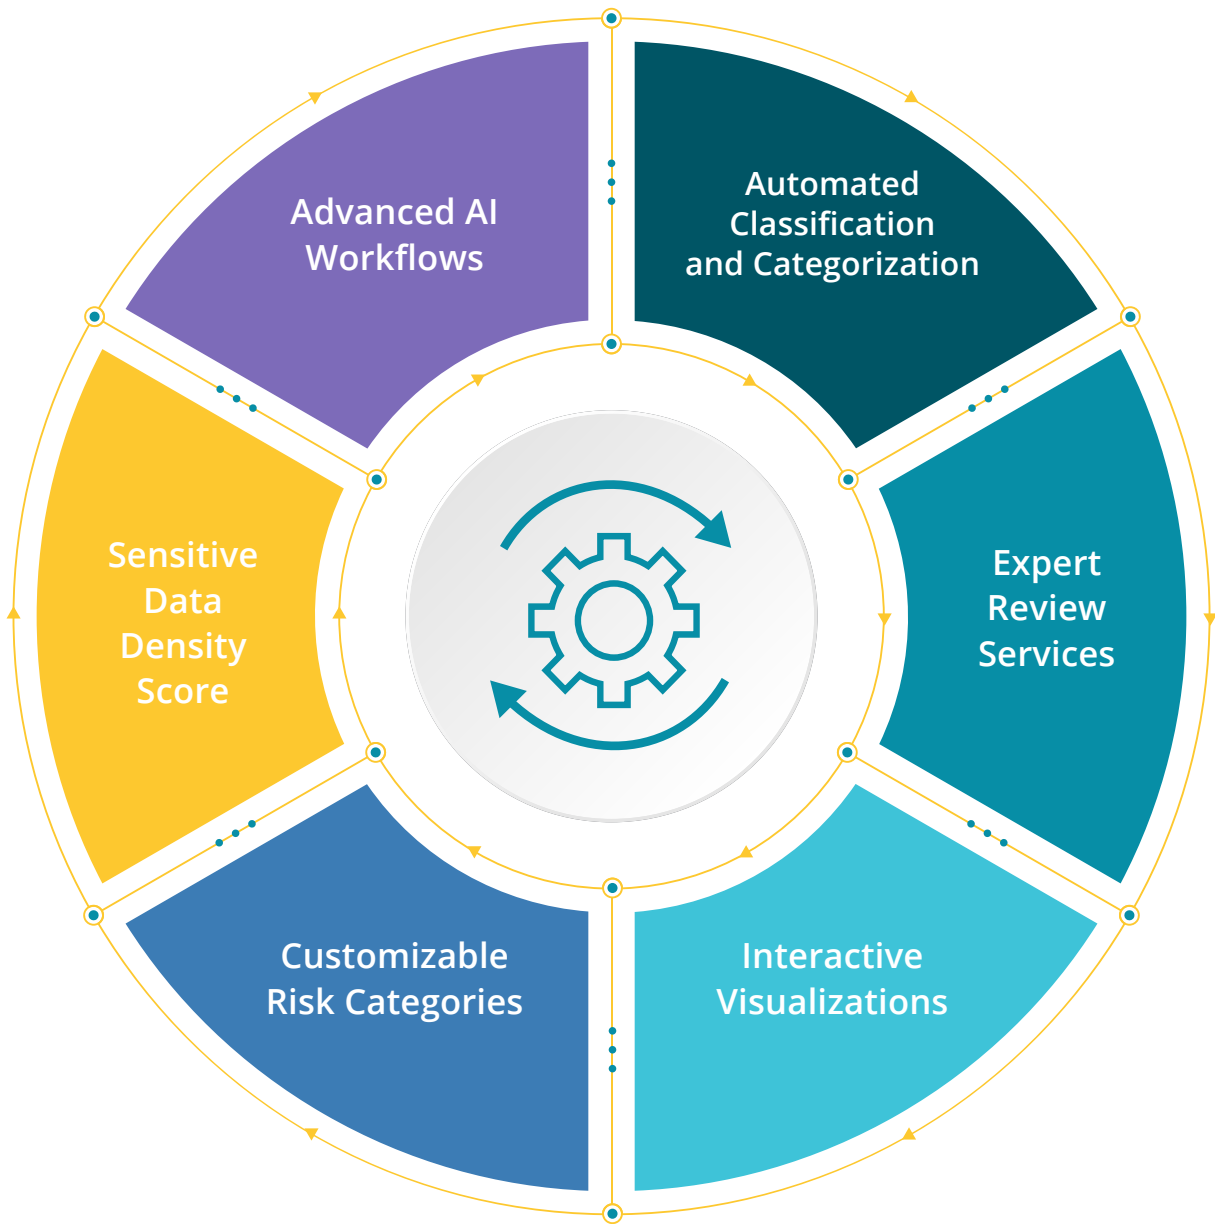 Advanced AI
Workflows
Automated
Classification
and Categorization
Expert
Review
Services
Interactive
Visualizations
Customizable
Risk Categories
Sensitive
Data
Density
Score